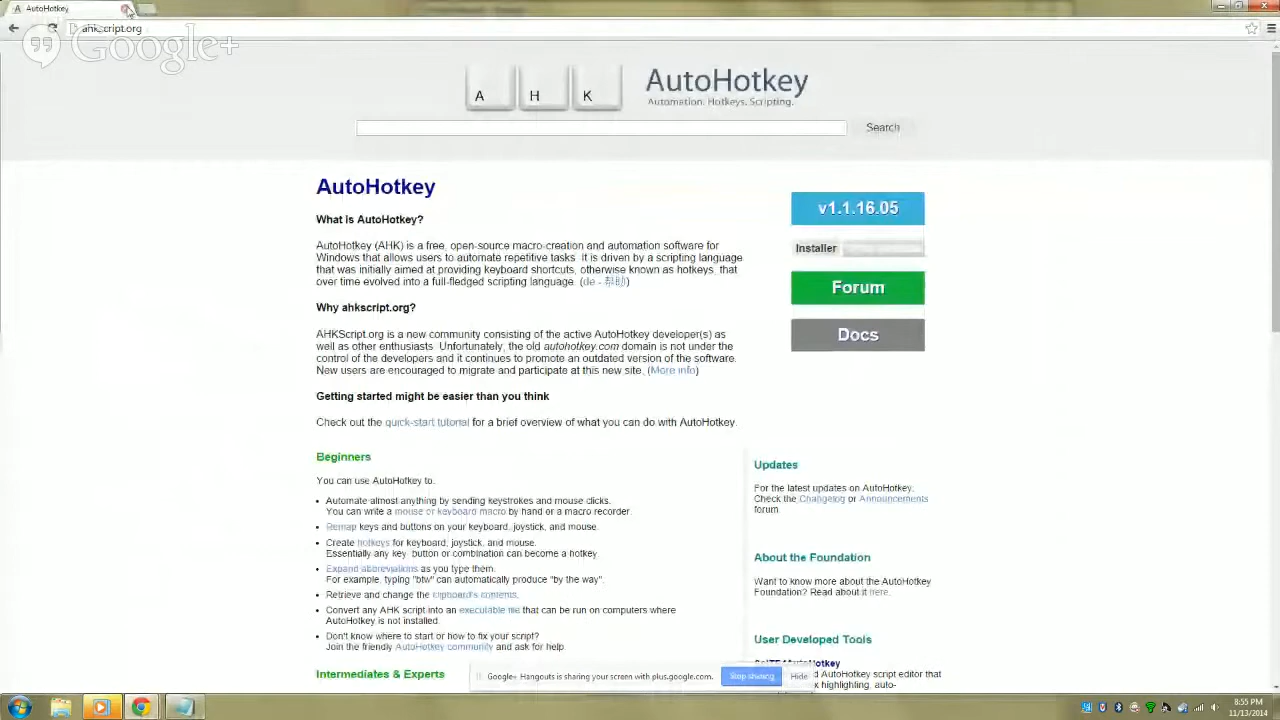 AutoHotkey
ahkscript.org
Google+
A H K
AutoHotkey
Automation. Hotkeys. Scripting.
Search
AutoHotkey
What is AutoHotkey?
AutoHotkey (AHK) is a free, open-source macro-creation and automation software for
Windows that allows users to automate repetitive tasks. It is driven by a scripting language
that was initially aimed at providing keyboard shortcuts, otherwise known as hotkeys, that
over time evolved into a full-fledged scripting language. (de - 帮助)
Why ahkscript.org?
AHKScript.org is a new community consisting of the active AutoHotkey developer(s) as
well as other enthusiasts. Unfortunately, the old autohotkey.com domain is not under the
control of the developers and it continues to promote an outdated version of the software.
New users are encouraged to migrate and participate at this new site. (More info)
Getting started might be easier than you think
Check out the quick-start tutorial for a brief overview of what you can do with AutoHotkey.
Beginners
You can use AutoHotkey to:
• Automate almost anything by sending keystrokes and mouse clicks.
You can write a mouse or keyboard macro by hand or a macro recorder.
• Remap keys and buttons on your keyboard, joystick, and mouse.
• Create hotkeys for keyboard, joystick, and mouse.
Essentially any key, button or combination can become a hotkey.
• Expand abbreviations as you type them.
For example, typing "btw" can automatically produce "by the way".
• Retrieve and change the clipboard's contents.
• Convert any AHK script into an executable file that can be run on computers where
AutoHotkey is not installed.
• Don't know where to start or how to fix your script?
Join the friendly AutoHotkey community and ask for help.
Intermediates & Experts
v1.1.16.05
Installer
Forum
Docs
Updates
For the latest updates on AutoHotkey,
Check the Changelog or Announcements
forum.
About the Foundation
Want to know more about the AutoHotkey
Foundation? Read about it here.
User Developed Tools
SciTE4AutoHotkey
AutoHotkey script editor that
highlighting, auto-
Google+ Hangouts is sharing your screen with plus.google.com.
Stop sharing
Hide
8:55 PM
11/13/2014